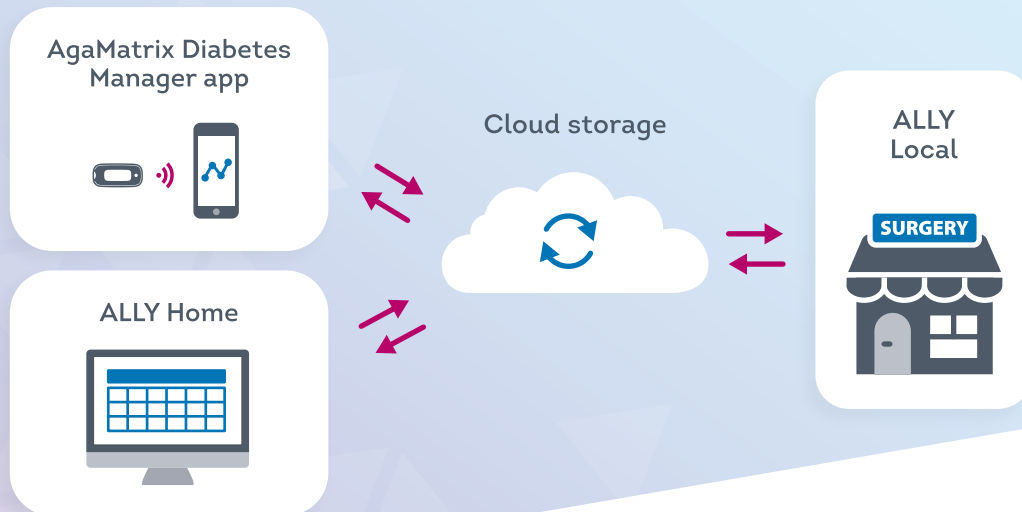 AgaMatrix Diabetes
Manager app
Cloud storage
ALLY
Local
SURGERY
ALLY Home